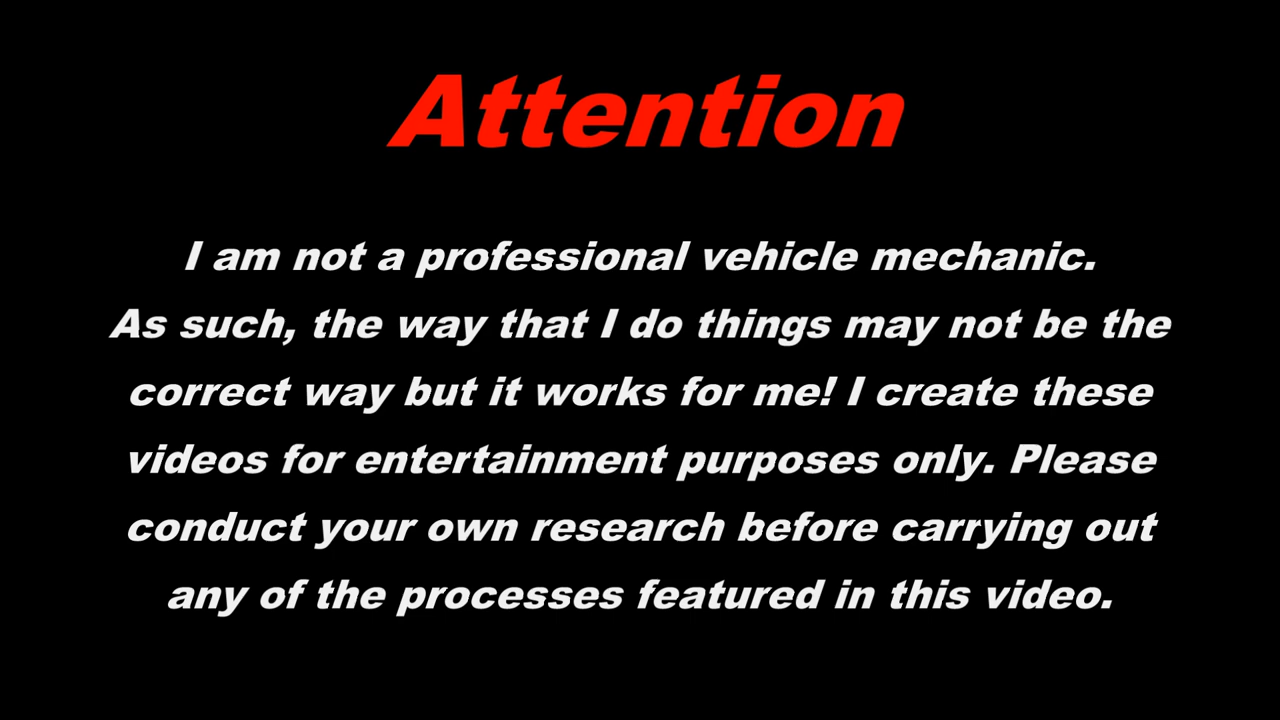 Attention
I am not a professional vehicle mechanic.
As such, the way that I do things may not be the
correct way but it works for me! I create these
videos for entertainment purposes only. Please
conduct your own research before carrying out
any of the processes featured in this video.